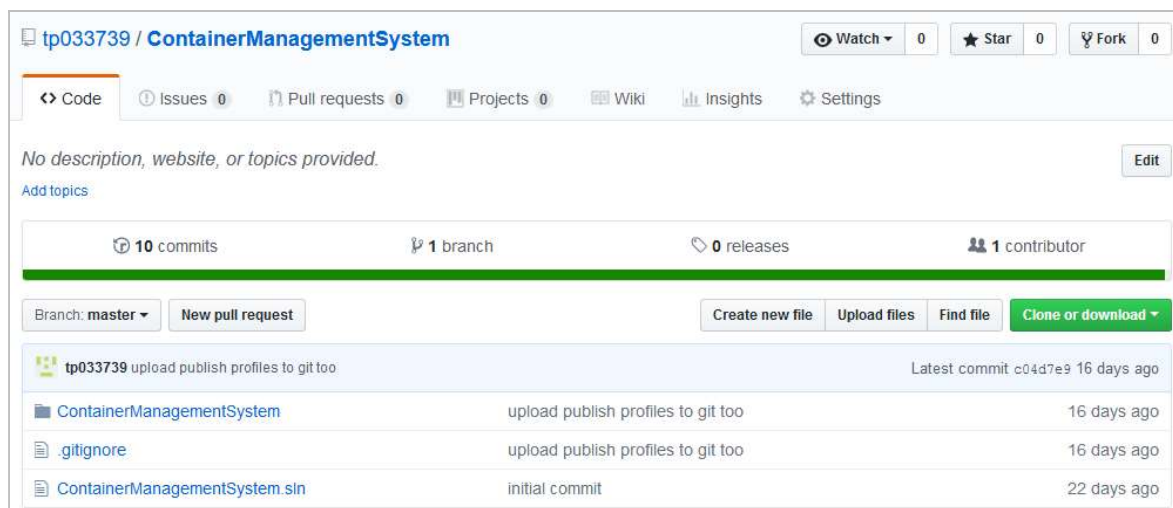 tp033739 / ContainerManagementSystem Watch 0 Star 0 Fork 0
Code Issues 0 Pull requests 0 Projects 0 Wiki Insights Settings
No description, website, or topics provided. Edit
Add topics
10 commits 1 branch 0 releases 1 contributor
Branch: master New pull request Create new file Upload files Find file Clone or download
tp033739 upload publish profiles to git too Latest commit c04d7e9 16 days ago
ContainerManagementSystem upload publish profiles to git too 16 days ago
.gitignore upload publish profiles to git too 16 days ago
ContainerManagementSystem.sln initial commit 22 days ago